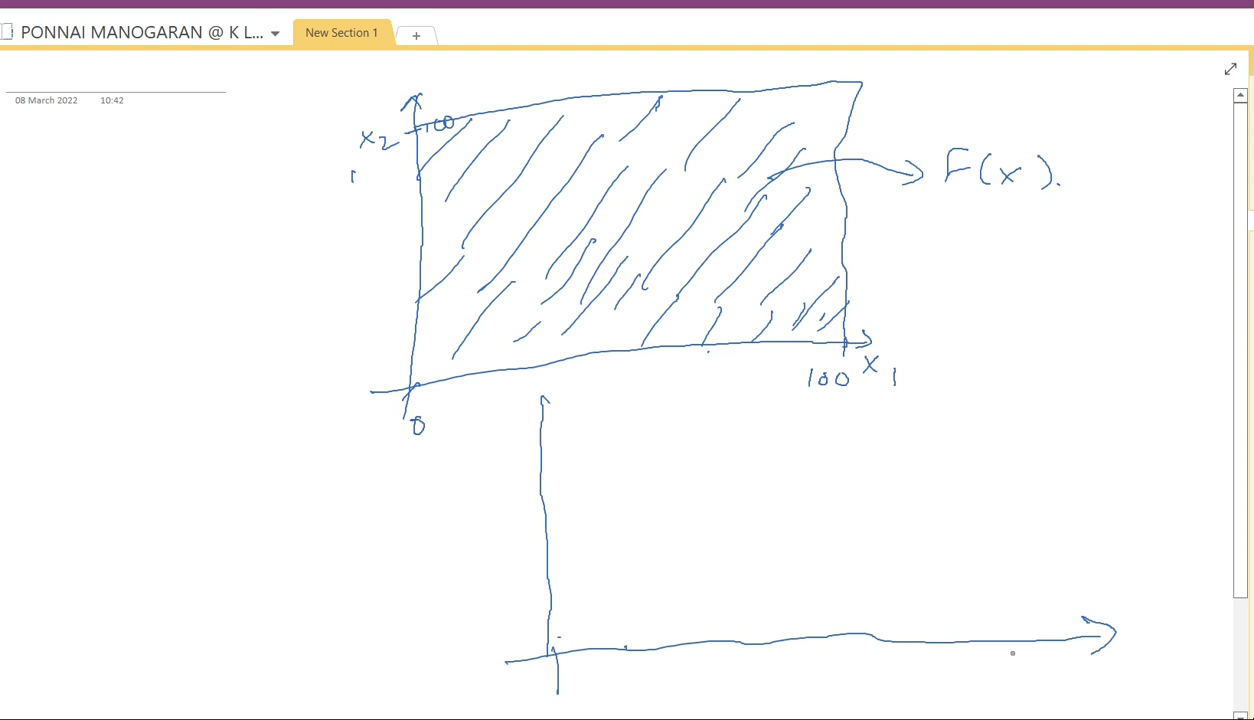 PONNAI MANOGARAN @ K L...
New Section 1
+
08 March 2022 10:42
x2
100
F(x).
100
x1
0